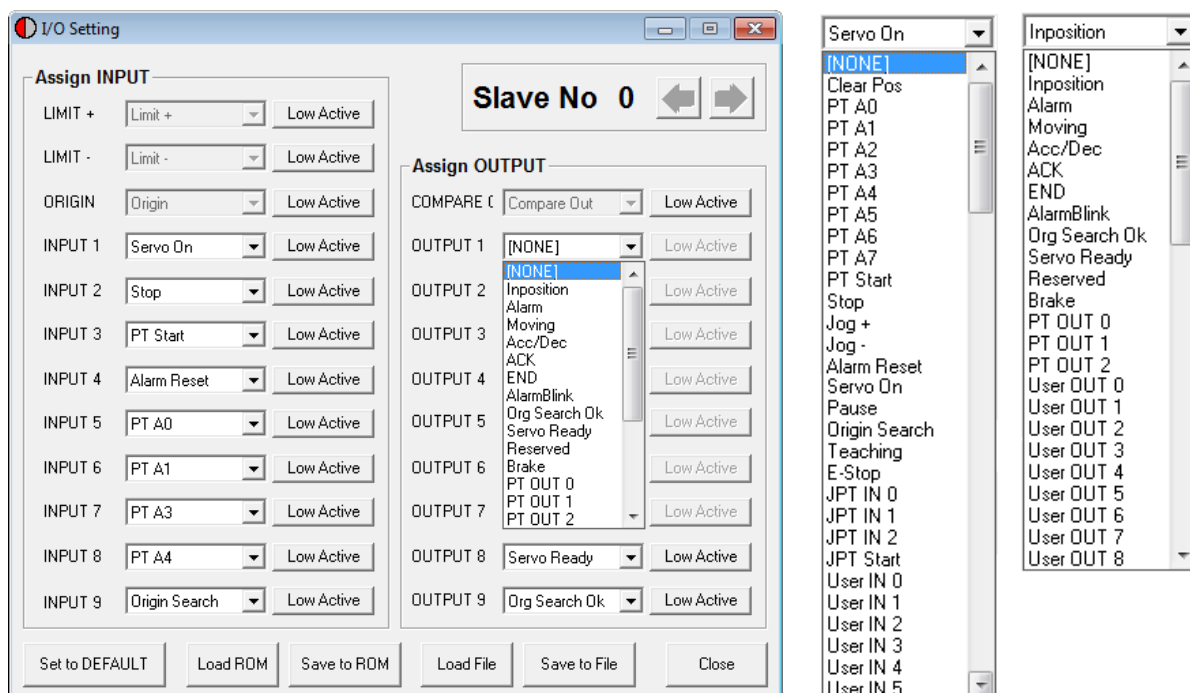 I/O Setting
Assign INPUT
LIMIT + Limit + Low Active
LIMIT - Limit - Low Active
ORIGIN Origin Low Active
INPUT 1 Servo On Low Active
INPUT 2 Stop Low Active
INPUT 3 PT Start Low Active
INPUT 4 Alarm Reset Low Active
INPUT 5 PT A0 Low Active
INPUT 6 PT A1 Low Active
INPUT 7 PT A3 Low Active
INPUT 8 PT A4 Low Active
INPUT 9 Origin Search Low Active
Slave No 0
Assign OUTPUT
COMPARE ( Compare Out Low Active
OUTPUT 1 [NONE] Low Active
OUTPUT 2 Low Active
OUTPUT 3 Low Active
OUTPUT 4 Low Active
OUTPUT 5 Low Active
OUTPUT 6 Low Active
OUTPUT 7 Low Active
[NONE]
Inposition
Alarm
Moving
Acc/Dec
ACK
END
AlarmBlink
Org Search Ok
Servo Ready
Reserved
Brake
PT OUT 0
PT OUT 1
PT OUT 2
OUTPUT 8 Servo Ready Low Active
OUTPUT 9 Org Search Ok Low Active
Set to DEFAULT Load ROM Save to ROM Load File Save to File Close
Servo On
[NONE]
Clear Pos
PT A0
PT A1
PT A2
PT A3
PT A4
PT A5
PT A6
PT A7
PT Start
Stop
Jog +
Jog -
Alarm Reset
Servo On
Pause
Origin Search
Teaching
E-Stop
JPT IN 0
JPT IN 1
JPT IN 2
JPT Start
User IN 0
User IN 1
User IN 2
User IN 3
User IN 4
User IN 5
Inposition
[NONE]
Inposition
Alarm
Moving
Acc/Dec
ACK
END
AlarmBlink
Org Search Ok
Servo Ready
Reserved
Brake
PT OUT 0
PT OUT 1
PT OUT 2
User OUT 0
User OUT 1
User OUT 2
User OUT 3
User OUT 4
User OUT 5
User OUT 6
User OUT 7
User OUT 8